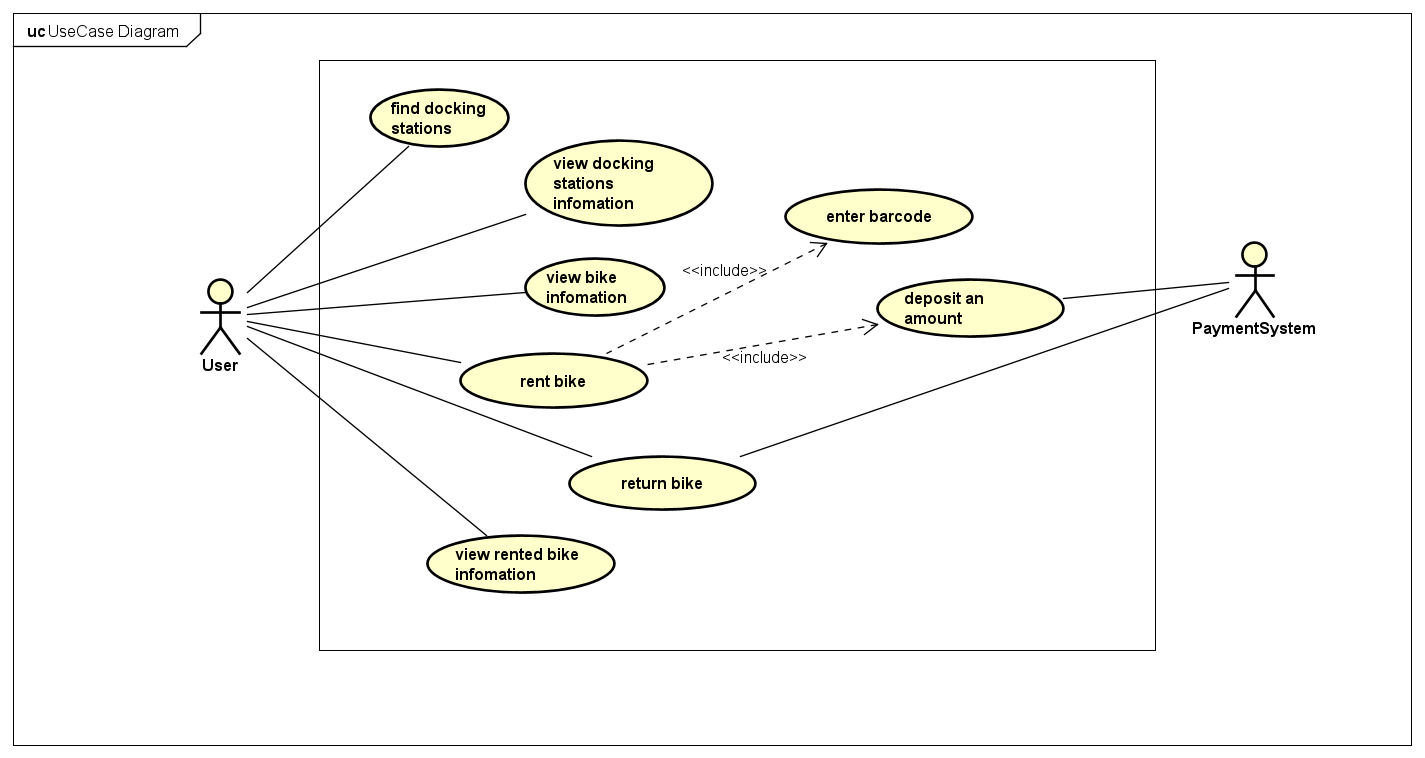 uc UseCase Diagram
find docking
stations
view docking
stations
infomation
enter barcode
<<include>>
view bike
infomation
deposit an
amount
PaymentSystem
<<include>>
User
rent bike
return bike
view rented bike
infomation